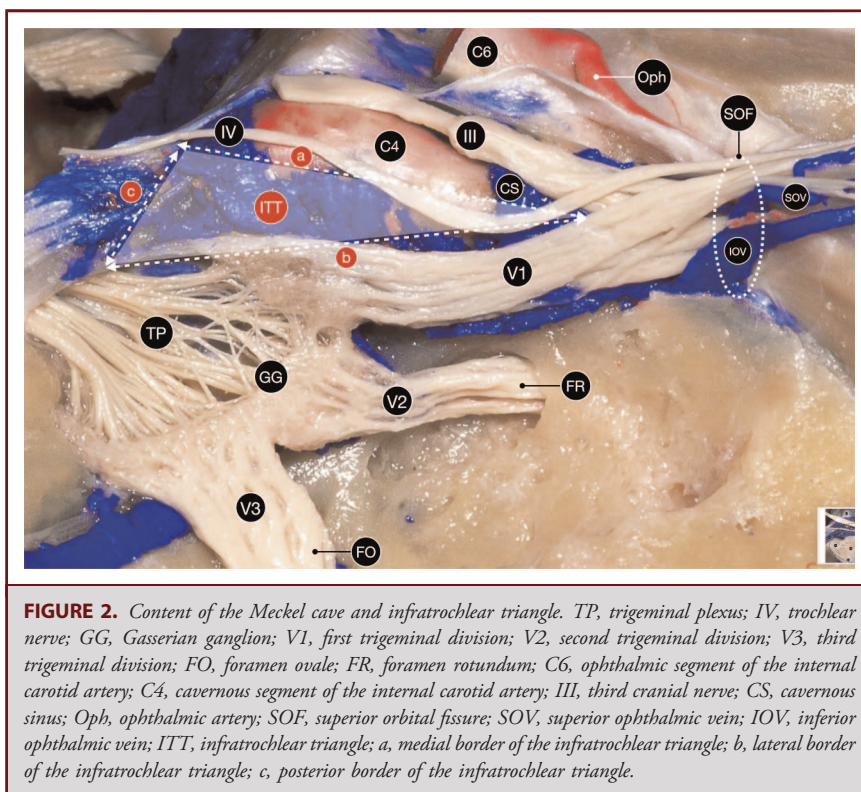 C6
Oph
SOF
IV
III
a
C4
c
CS
ITT
SOV
b
IOV
V1
TP
GG
FR
V2
V3
FO
FIGURE 2. Content of the Meckel cave and infratrochlear triangle. TP, trigeminal plexus; IV, trochlear
nerve; GG, Gasserian ganglion; V1, first trigeminal division; V2, second trigeminal division; V3, third
trigeminal division; FO, foramen ovale; FR, foramen rotundum; C6, ophthalmic segment of the internal
carotid artery; C4, cavernous segment of the internal carotid artery; III, third cranial nerve; CS, cavernous
sinus; Oph, ophthalmic artery; SOF, superior orbital fissure; SOV, superior ophthalmic vein; IOV, inferior
ophthalmic vein; ITT, infratrochlear triangle; a, medial border of the infratrochlear triangle; b, lateral border
of the infratrochlear triangle; c, posterior border of the infratrochlear triangle.